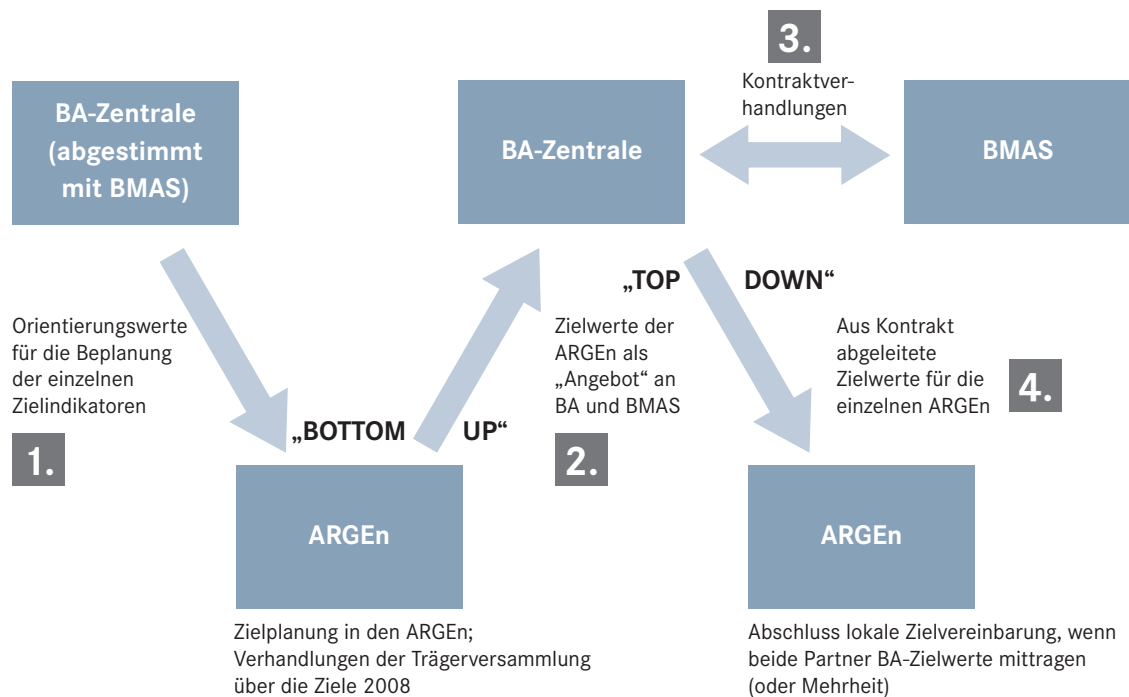 BA-Zentrale
(abgestimmt
mit BMAS)
Orientierungswerte
für die Beplanung
der einzelnen
Zielindikatoren
1.
„BOTTOM UP“
ARGEn
Zielplanung in den ARGEn;
Verhandlungen der Trägerversammlung
über die Ziele 2008
BA-Zentrale
Zielwerte der
ARGEn als
„Angebot“ an
BA und BMAS
2.
3.
Kontraktver-
handlungen
BMAS
„TOP DOWN“
Aus Kontrakt
abgeleitete
Zielwerte für die
einzelnen ARGEn
4.
ARGEn
Abschluss lokale Zielvereinbarung, wenn
beide Partner BA-Zielwerte mittragen
(oder Mehrheit)